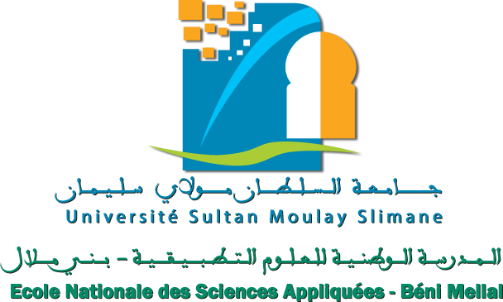 جامعة السلطان مولاي سليمان
Université Sultan Moulay Slimane
المدرسة الوطنية للعلوم التطبيقية - بني ملال
Ecole Nationale des Sciences Appliquées - Béni Mellal